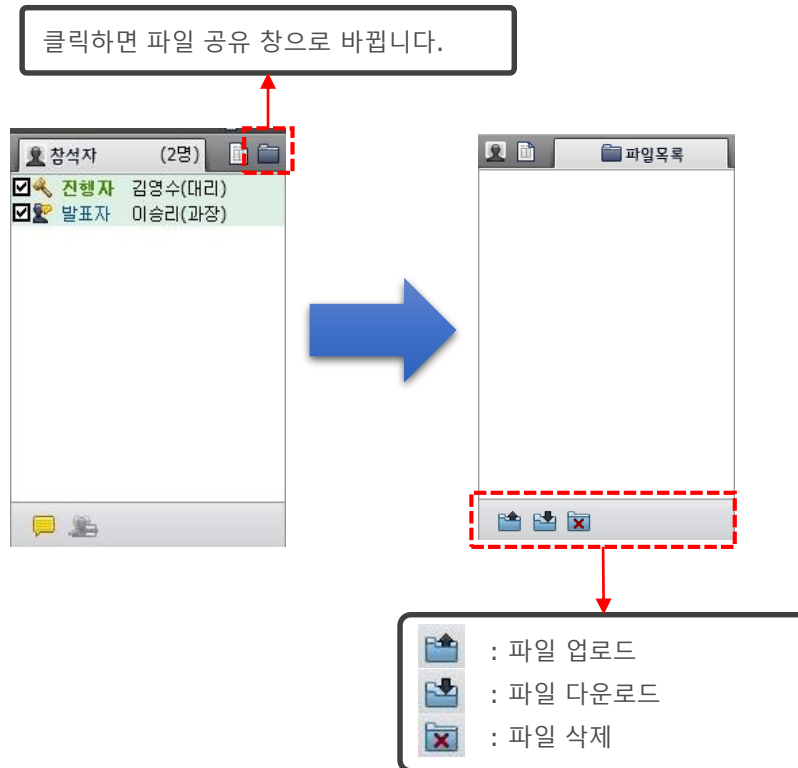 클릭하면 파일 공유 창으로 바뀝니다.
참석자 (2명)
진행자 김영수(대리)
발표자 이승리(과장)
파일목록
: 파일 업로드
: 파일 다운로드
: 파일 삭제